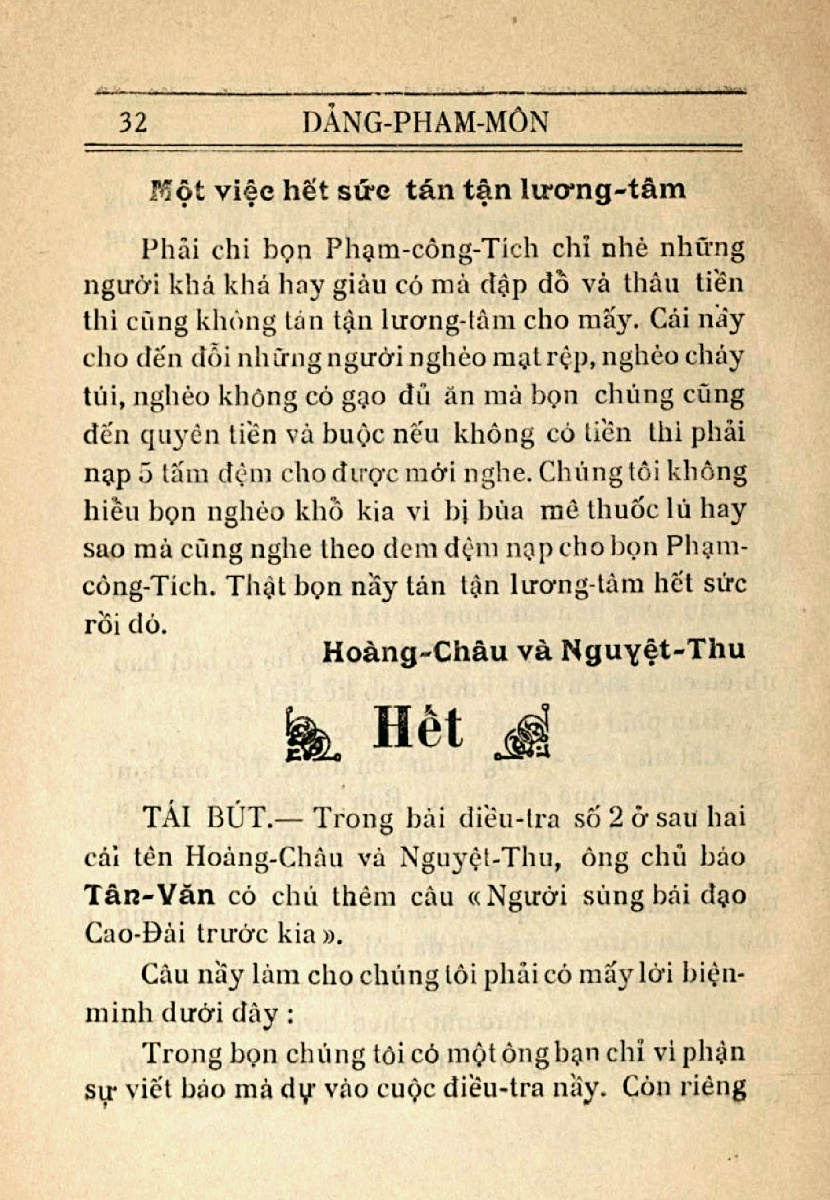 32 ĐẢNG-PHẠM-MÔN
Một việc hết sức tán tận lương-tâm
Phải chi bọn Phạm-công-Tích chỉ nhè những
người khá khá hay giàu có mà đập đồ và thâu tiền
thì cũng không tán tận lương-tâm cho mấy. Cái nầy
cho đến đỗi những người nghèo mạt rệp, nghèo cháy
túi, nghèo không có gạo đủ ăn mà bọn chúng cũng
đến quyên tiền và buộc nếu không có tiền thì phải
nạp 5 tấm đệm cho được mới nghe. Chúng tôi không
hiểu bọn nghèo khổ kia vì bị bùa mê thuốc lú hay
sao mà cũng nghe theo đem đệm nạp cho bọn Phạm-
công-Tích. Thật bọn nầy tán tận lương-tâm hết sức
rồi đó.
Hoàng-Châu và Nguyệt-Thu
Hết
TÁI BÚT.— Trong bài điều-tra số 2 ở sau hai
cái tên Hoàng-Châu và Nguyệt-Thu, ông chủ báo
Tân-Văn có chú thêm câu « Người sùng bái đạo
Cao-Đài trước kia ».
Câu nầy làm cho chúng tôi phải có mấy lời biện-
minh dưới đây :
Trong bọn chúng tôi có một ông bạn chỉ vì phận
sự viết báo mà dự vào cuộc điều-tra nầy. Còn riêng